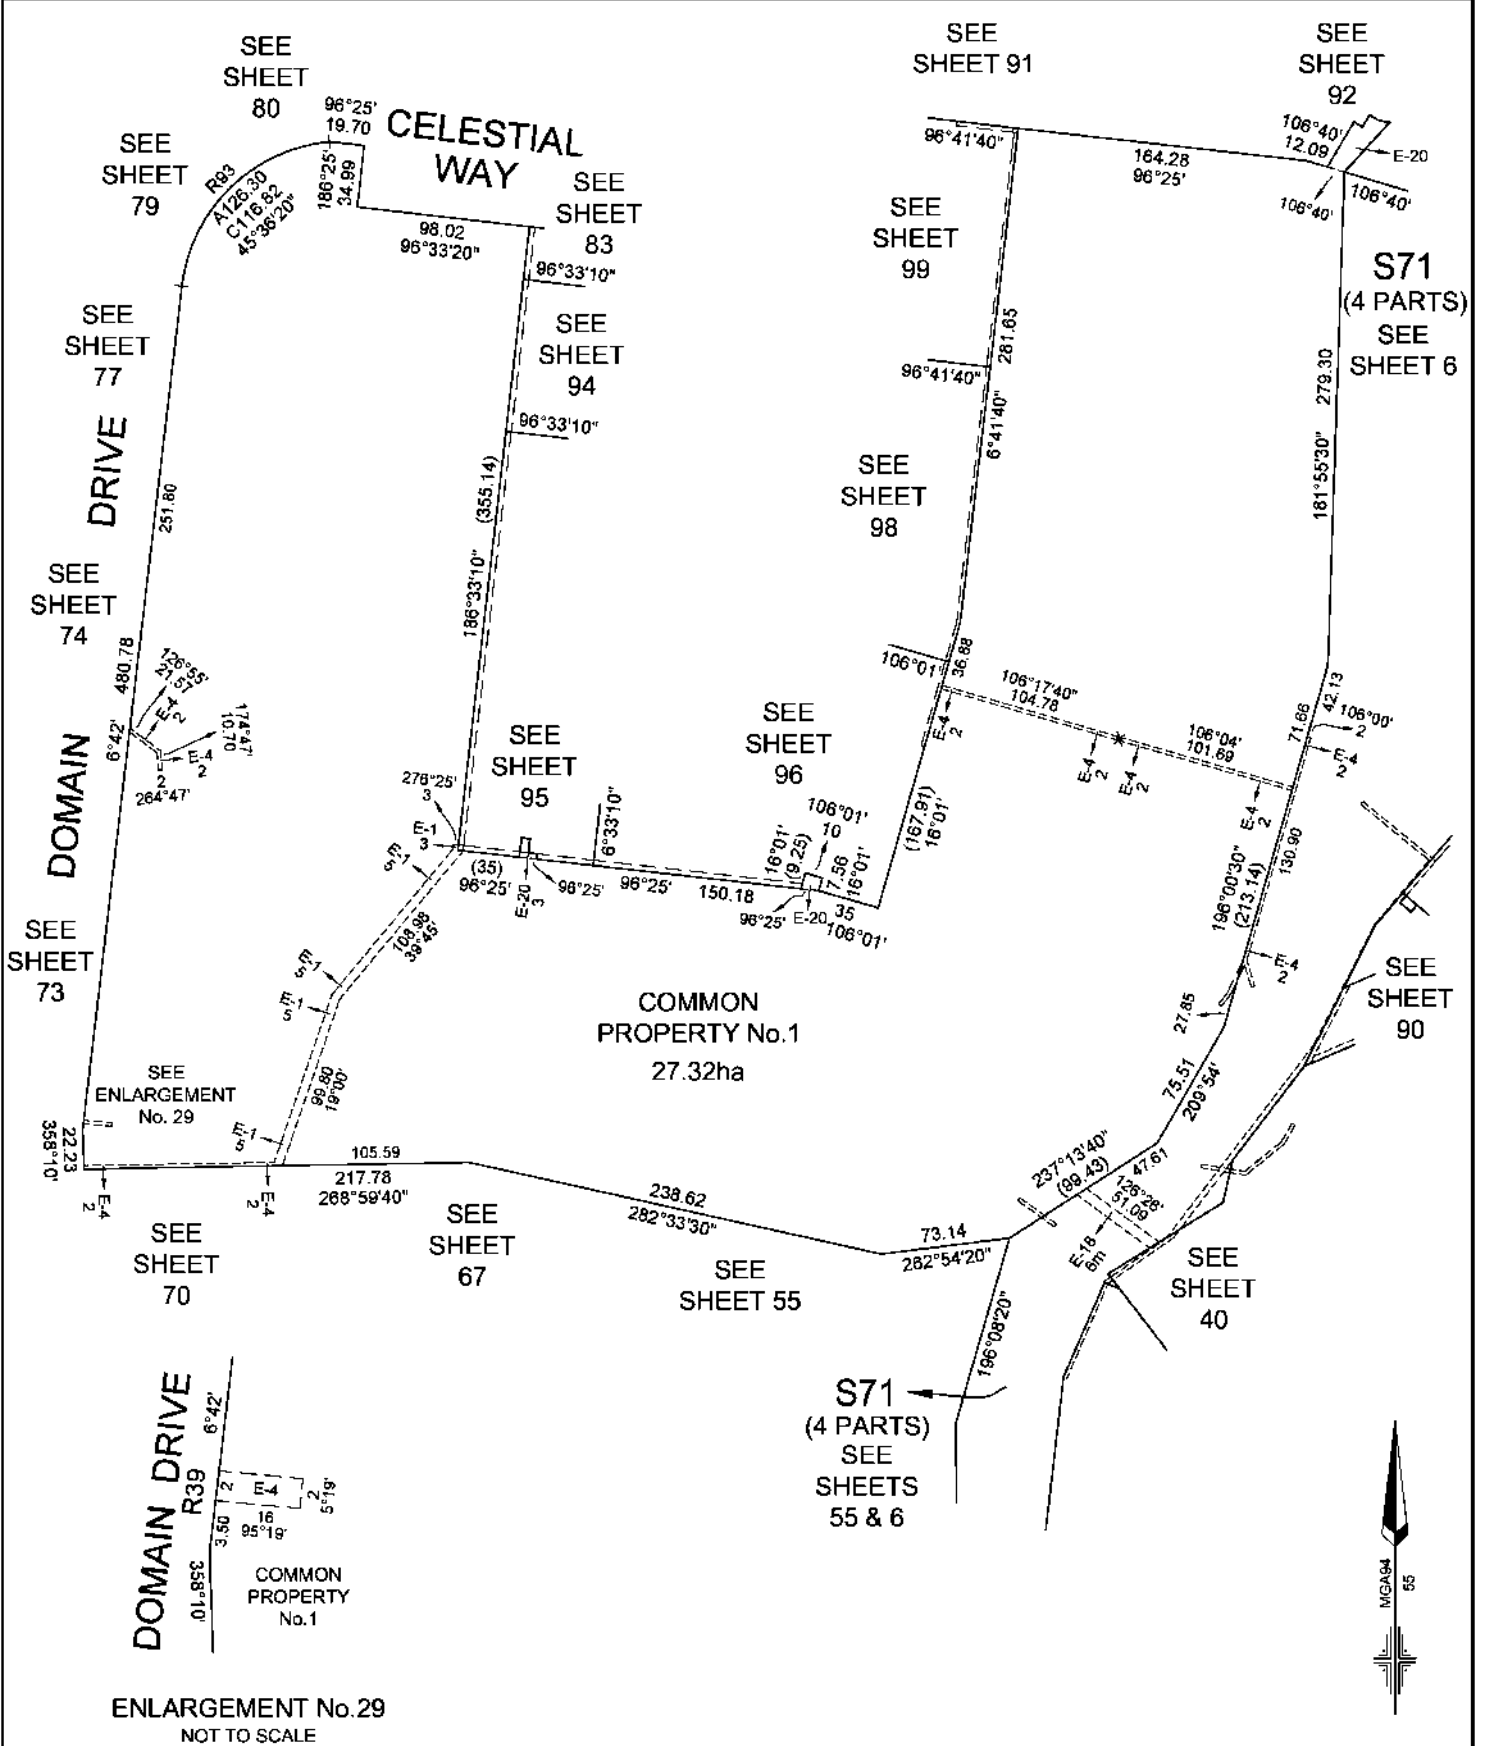 SEE
SHEET
80
SEE
SHEET
79
SEE
SHEET
77
SEE
SHEET
74
SEE
SHEET
73
DOMAIN DRIVE
CELESTIAL
WAY
96°25'
19.70
186°25'
34.99
R93
A126.30
C116.82
45°36'20"
98.02
96°33'20"
SEE
SHEET
83
96°33'10"
SEE
SHEET
94
96°33'10"
(355.14)
186°33'10"
251.80
480.78
6°42'
126°55'
21.57
E-4
2
174°47'
10.70
E-4
2
2
264°47'
SEE
SHEET 91
SEE
SHEET
92
96°41'40"
164.28
96°25'
106°40'
12.09
E-20
106°40'
106°40'
SEE
SHEET
99
S71
(4 PARTS)
SEE
SHEET 6
281.65
96°41'40"
6°41'40"
279.30
181°55'30"
SEE
SHEET
98
106°01'
36.88
106°17'40"
104.78
E-4
2
E-4
2
E-4
2
106°04'
101.69
E-4
2
42.13
71.66
106°00'
2
E-4
2
SEE
SHEET
95
SEE
SHEET
96
276°25'
3
E-1
3
E-1
5
(35)
96°25'
E-20
3
96°25'
6°33'10"
96°25'
150.18
16°01'
(9.25)
106°01'
10
17.56
16°01'
96°25'
E-20
35
106°01'
(167.91)
16°01'
196°00'30"
(213.14)
130.90
E-4
2
27.85
108.98
39°45'
E-1
5
E-1
5
COMMON
PROPERTY No.1
27.32ha
SEE
SHEET
90
75.51
209°54'
SEE
ENLARGEMENT
No. 29
99.80
19°00'
E-1
5
22.23
358°10'
E-4
2
E-4
2
105.59
217.78
268°59'40"
SEE
SHEET
70
SEE
SHEET
67
238.62
282°33'30"
SEE
SHEET 55
73.14
262°54'20"
237°13'40"
(99.43)
47.61
126°26'
51.09
E-18
6m
SEE
SHEET
40
196°08'20"
S71
(4 PARTS)
SEE
SHEETS
55 & 6
DOMAIN DRIVE
6°42'
R39
2
E-4
2
5°19'
16
95°19'
3.50
358°10'
COMMON
PROPERTY
No.1
MGA94
55
ENLARGEMENT No.29
NOT TO SCALE